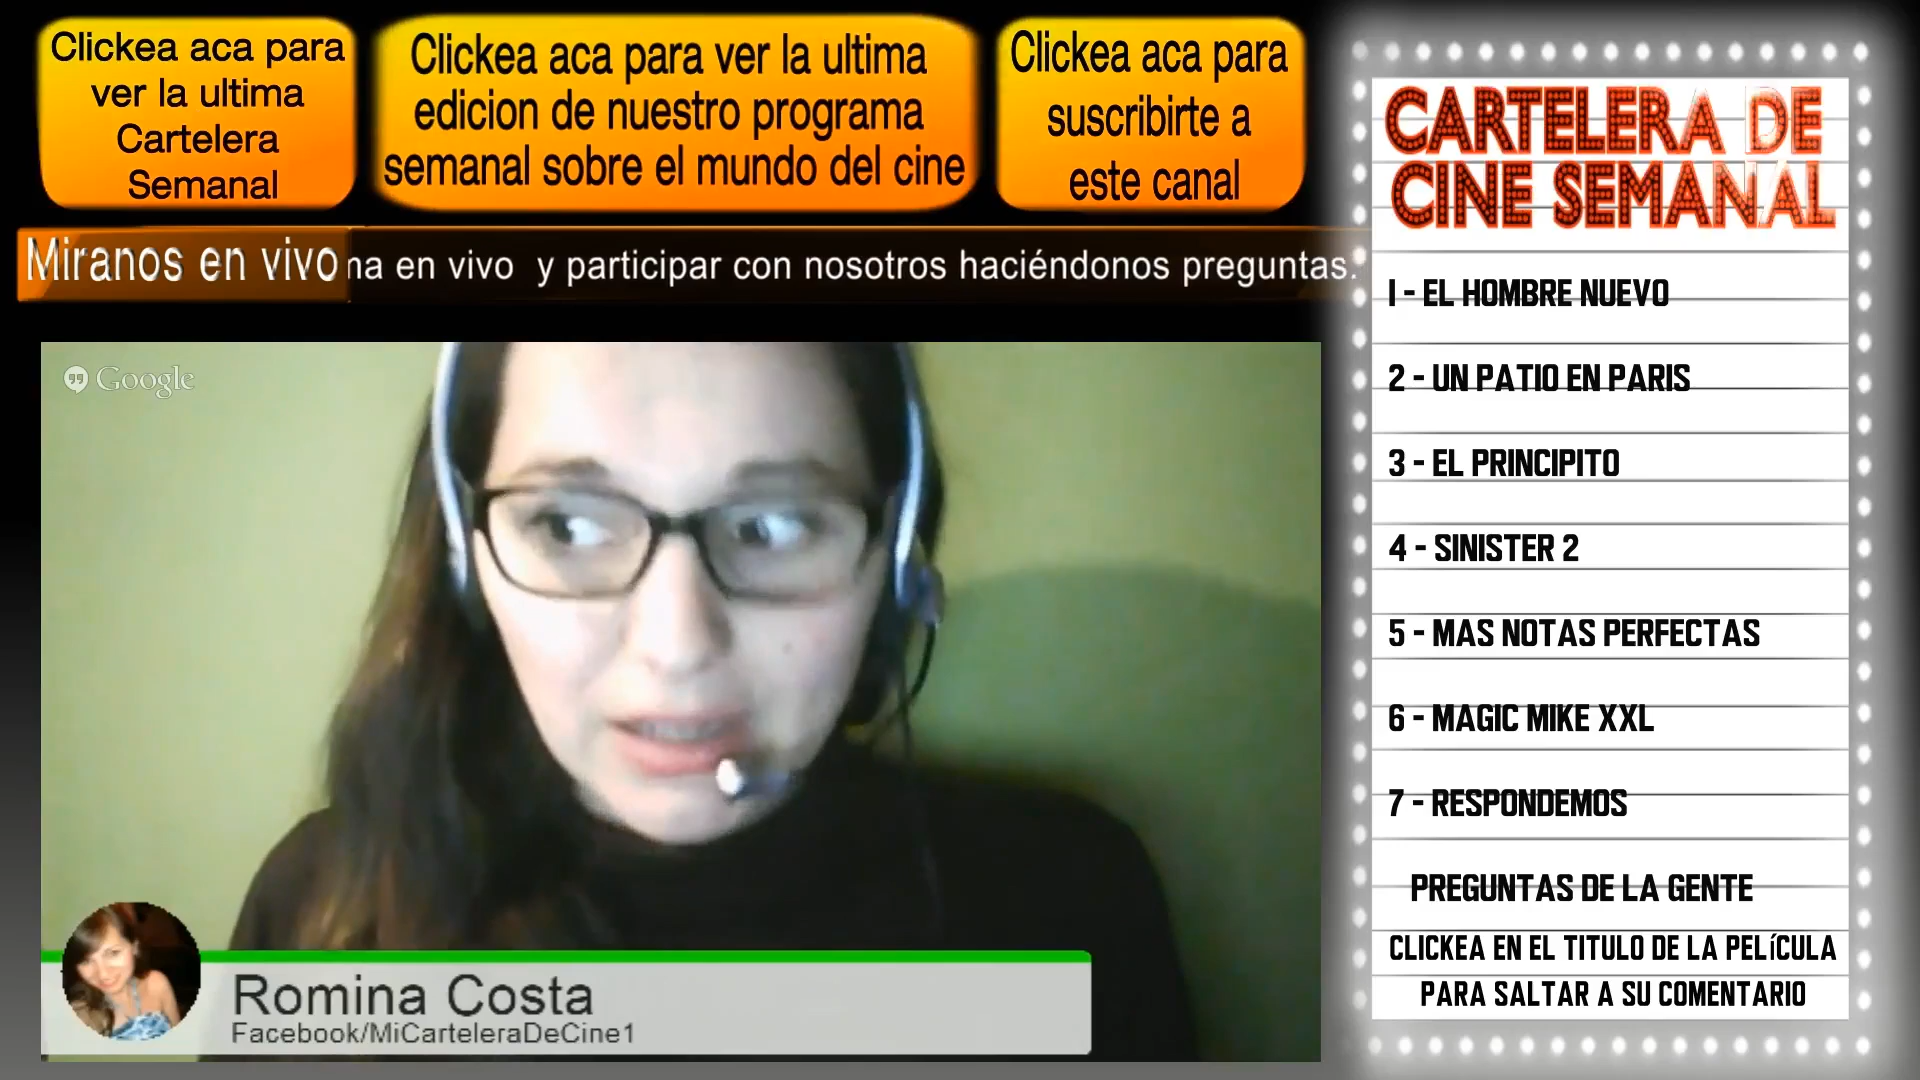 Clickea aca para
ver la ultima
Cartelera
Semanal
Clickea aca para ver la ultima
edicion de nuestro programa
semanal sobre el mundo del cine
Clickea aca para
suscribirte a
este canal
Miranos en vivo
en vivo y participar con nosotros haciéndonos preguntas.
Google
Romina Costa
Facebook/MiCarteleraDeCine1
CARTELERA DE
CINE SEMANAL
1 - EL HOMBRE NUEVO
2 - UN PATIO EN PARIS
3 - EL PRINCIPITO
4 - SINISTER 2
5 - MAS NOTAS PERFECTAS
6 - MAGIC MIKE XXL
7 - RESPONDEMOS
PREGUNTAS DE LA GENTE
CLICKEA EN EL TITULO DE LA PELíCULA
PARA SALTAR A SU COMENTARIO